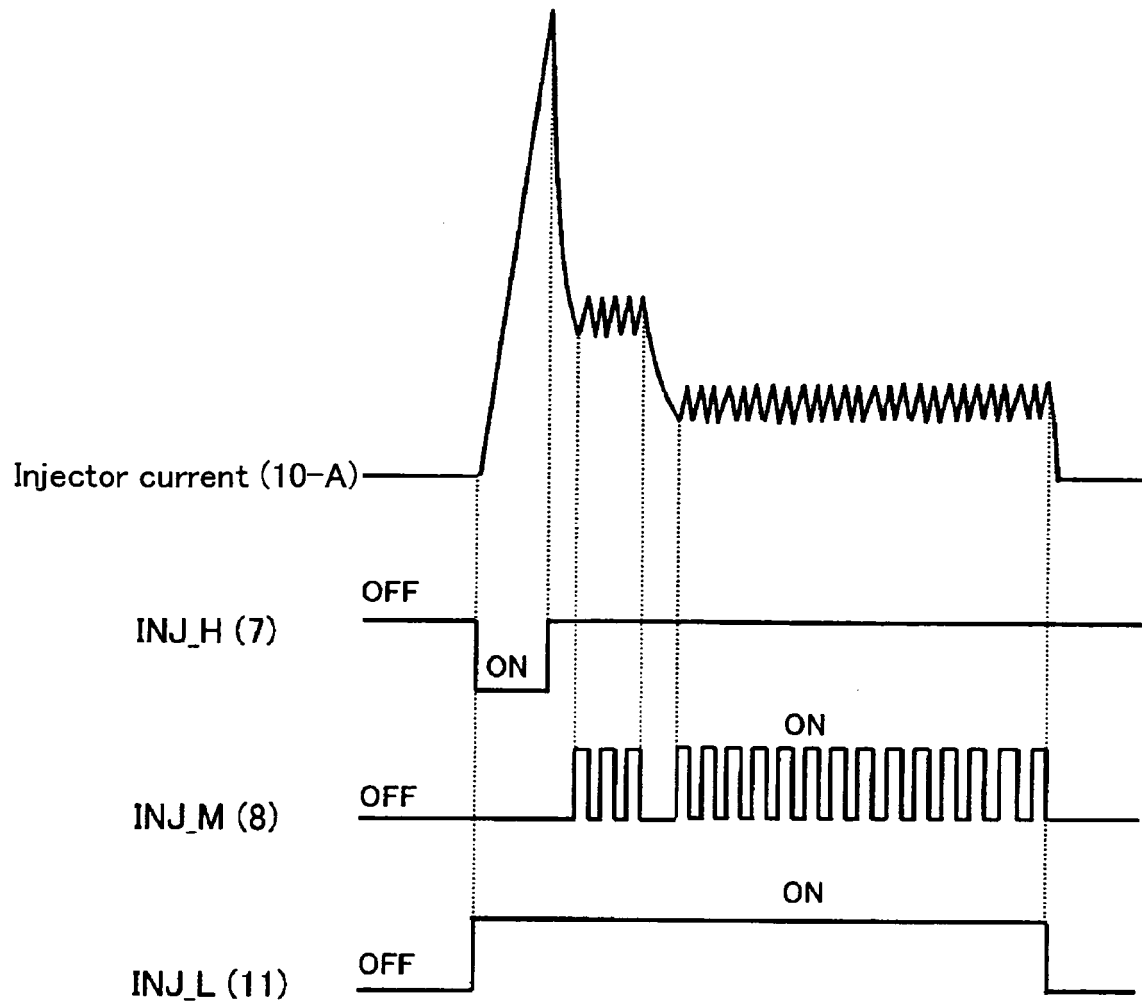 Injector current (10-A)
OFF
INJ_H (7)
ON
ON
OFF
INJ_M (8)
ON
OFF
INJ_L (11)